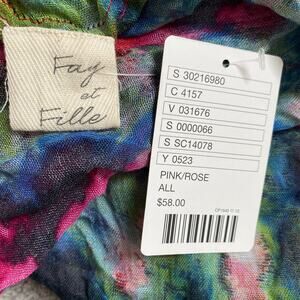 Fay
et
Fille
S 30216980
C 4157
V 031676
S 0000066
S SC14078
Y 0523
PINK/ROSE
ALL
$58.00